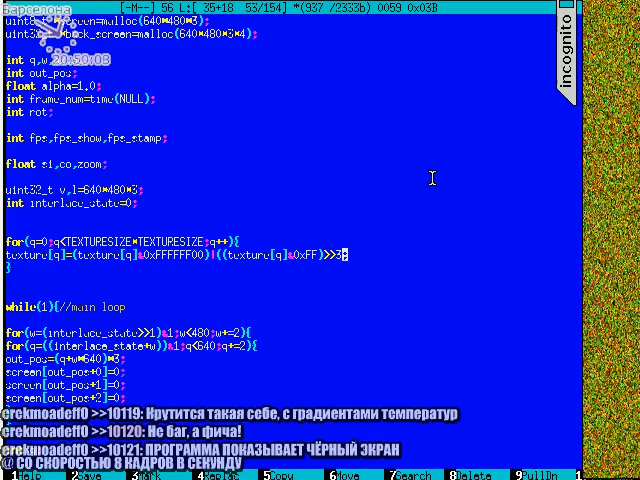 Барселона
[-M--] 56 L:[ 35+18 53/154] *(937 /2333b) 0059 0x03B
screen=malloc(640*480*3);
back_screen=malloc(640*480*3*4);
20:50:03
int q,w
int out_pos;
float alpha=1.0;
int frame_num=time(NULL);
int rot;
int fps,fps_show,fps_stamp;
float si,co,zoom;
uint32_t v,l=640*480*3;
int interlace_state=0;
for(q=0;q<TEXTURESIZE*TEXTURESIZE;q++){
texture[q]=(texture[q]&0xFFFFFF00)|((texture[q]&0xFF)>>3;
}
while(1){//main loop
for(w=(interlace_state>>1)&1;w<480;w+=2){
for(q=((interlace_state+w))&1;q<640;q+=2){
out_pos=(q+w*640)*3;
screen[out_pos+0]=0;
screen[out_pos+1]=0;
screen[out_pos+2]=0;
erekmoadeff0 >>10119: Крутится такая себе, с градиентами температур
erekmoadeff0 >>10120: Не баг, а фича!
erekmoadeff0 >>10121: ПРОГРАММА ПОКАЗЫВАЕТ ЧЁРНЫЙ ЭКРАН
@ СО СКОРОСТЬЮ 8 КАДРОВ В СЕКУНДУ
1Help 2Save 3Mark 4Replac 5Copy 6Move 7Search 8Delete 9PullDn 1
incognito